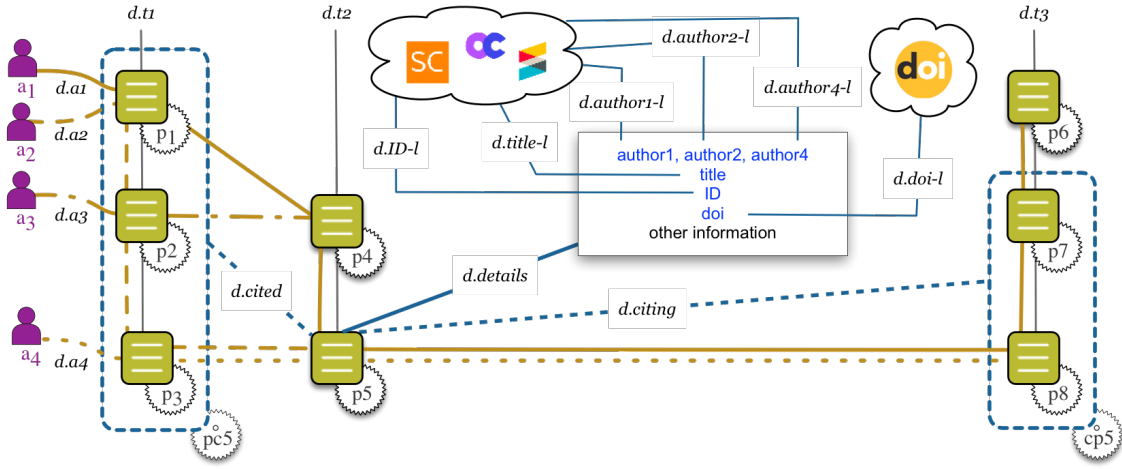 d.t1
d.t2
d.t3
SC
doi
a1
d.a1
a2
d.a2
a3
d.a3
a4
d.a4
p1
p2
p3
p4
p5
p6
p7
p8
pc5
cp5
d.author1-l
d.author2-l
d.author4-l
d.ID-l
d.title-l
d.doi-l
author1, author2, author4
title
ID
doi
other information
d.cited
d.details
d.citing